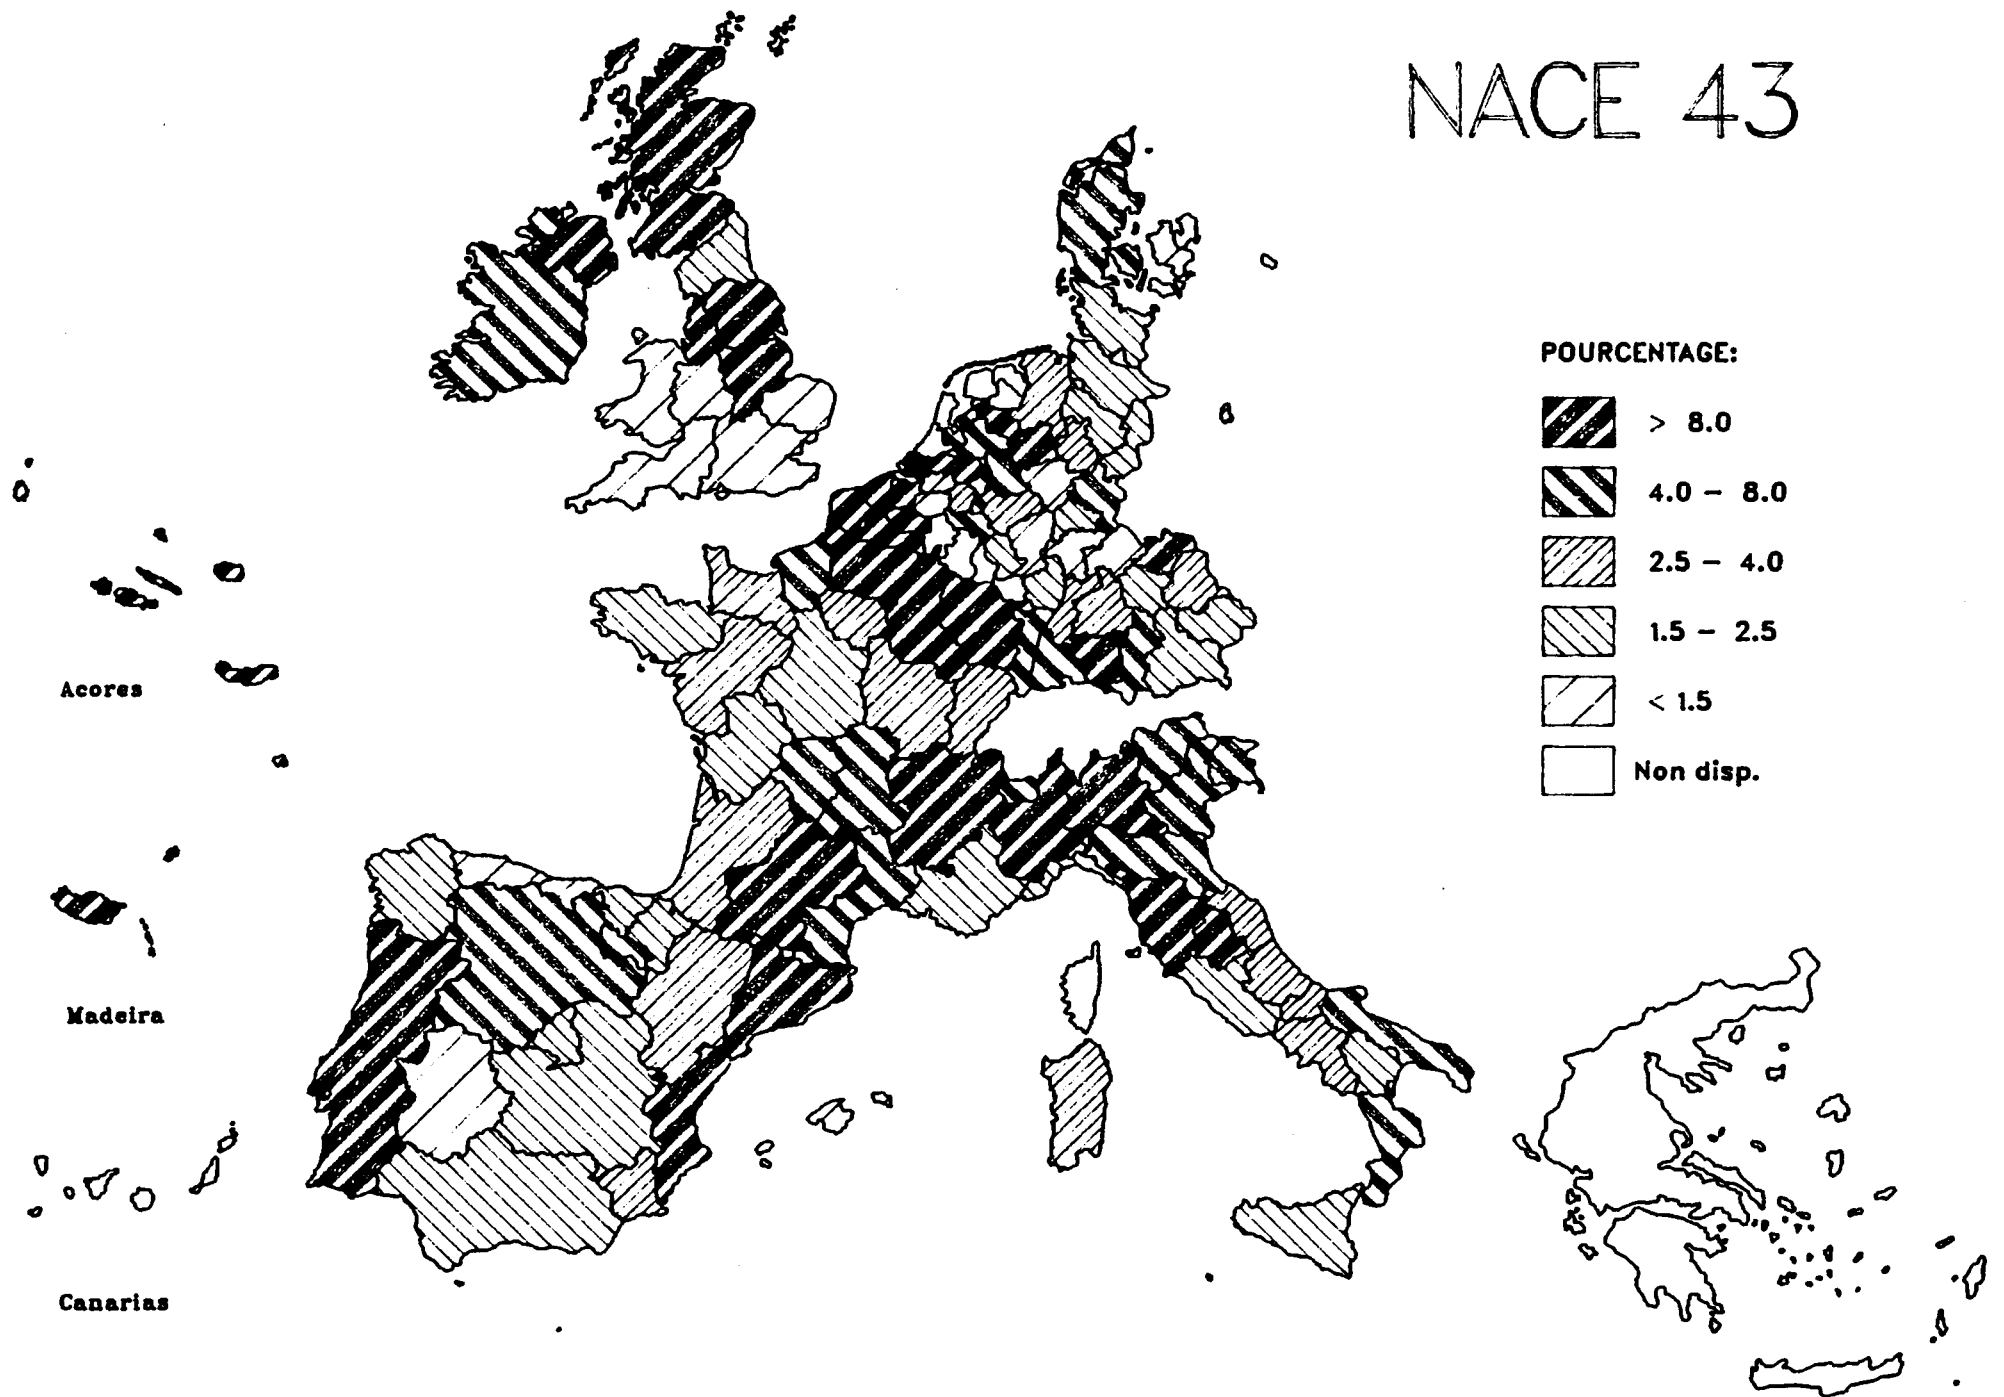 NACE 43
POURCENTAGE:
> 8.0
4.0 - 8.0
2.5 - 4.0
1.5 - 2.5
< 1.5
Non disp.
Acores
Madeira
Canarias